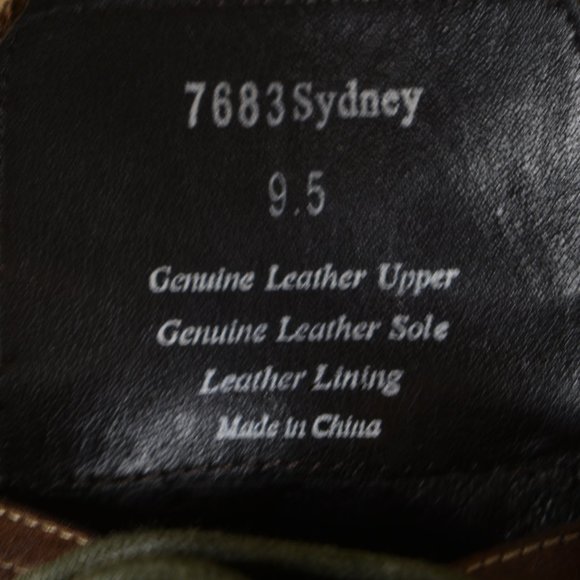 7683Sydney
9.5
Genuine Leather Upper
Genuine Leather Sole
Leather Lining
Made in China